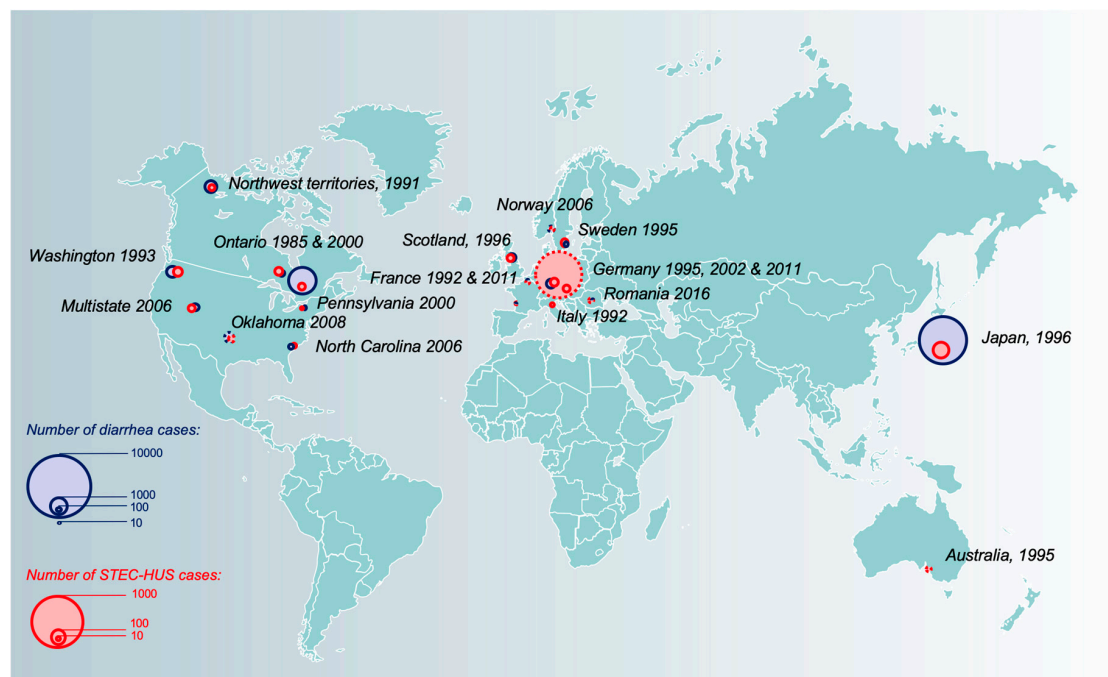 Northwest territories, 1991
Norway 2006
Sweden 1995
Ontario 1985 & 2000
Scotland, 1996
Washington 1993
Germany 1995, 2002 & 2011
France 1992 & 2011
Romania 2016
Multistate 2006
Pennsylvania 2000
Italy 1992
Oklahoma 2008
Japan, 1996
North Carolina 2006
Number of diarrhea cases:
10000
1000
100
10
Australia, 1995
Number of STEC-HUS cases:
1000
100
10